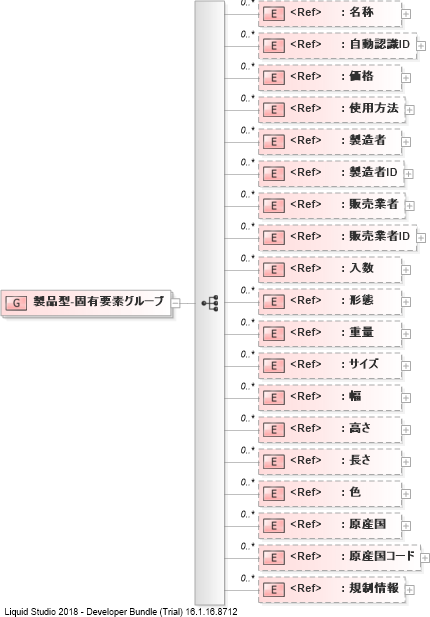 0..*
E <Ref> : 名称
0..*
E <Ref> : 自動認識ID
0..*
E <Ref> : 価格
0..*
E <Ref> : 使用方法
0..*
E <Ref> : 製造者
0..*
E <Ref> : 製造者ID
0..*
E <Ref> : 販売業者
0..*
E <Ref> : 販売業者ID
0..*
E <Ref> : 入数
G 製品型-固有要素グループ
0..*
E <Ref> : 形態
0..*
E <Ref> : 重量
0..*
E <Ref> : サイズ
0..*
E <Ref> : 幅
0..*
E <Ref> : 高さ
0..*
E <Ref> : 長さ
0..*
E <Ref> : 色
0..*
E <Ref> : 原産国
0..*
E <Ref> : 原産国コード
0..*
E <Ref> : 規制情報
Liquid Studio 2018 - Developer Bundle (Trial) 16.1.16.8712